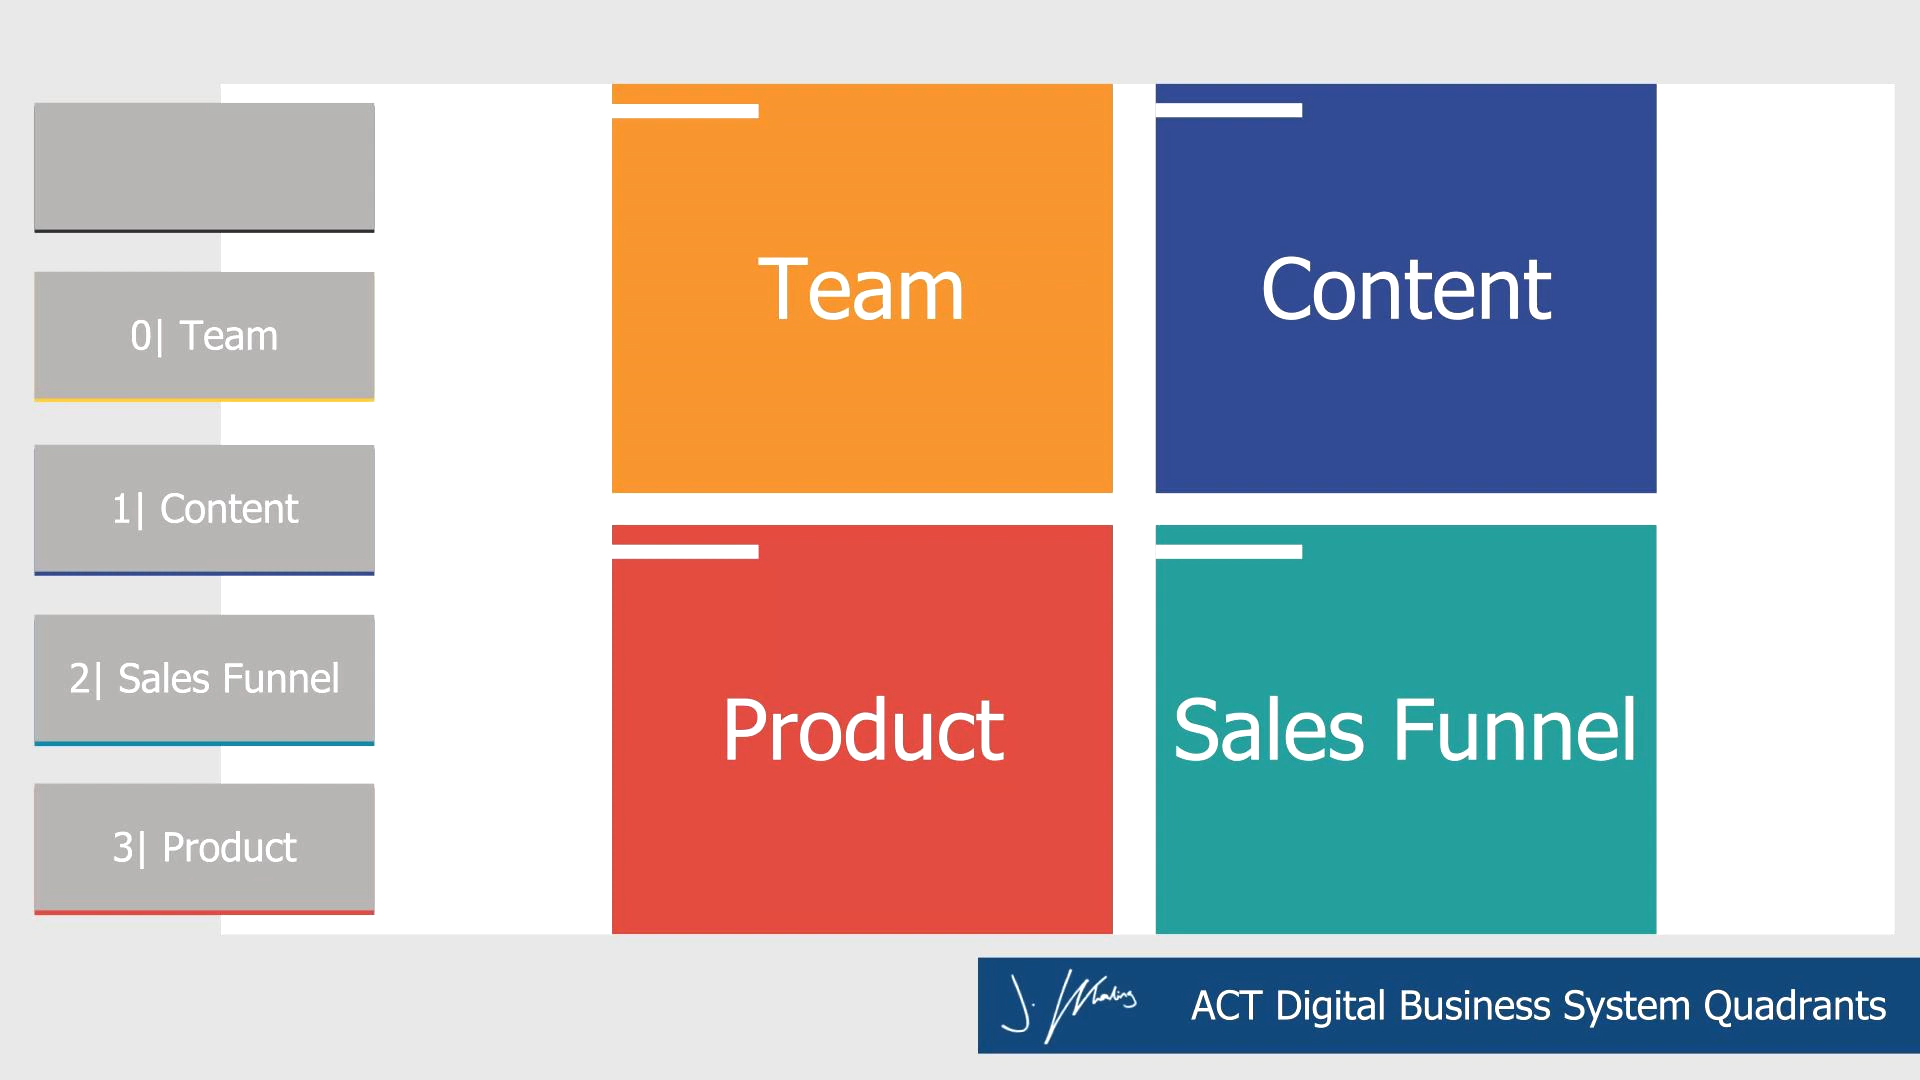 0| Team
1| Content
2| Sales Funnel
3| Product
Team
Content
Product
Sales Funnel
ACT Digital Business System Quadrants